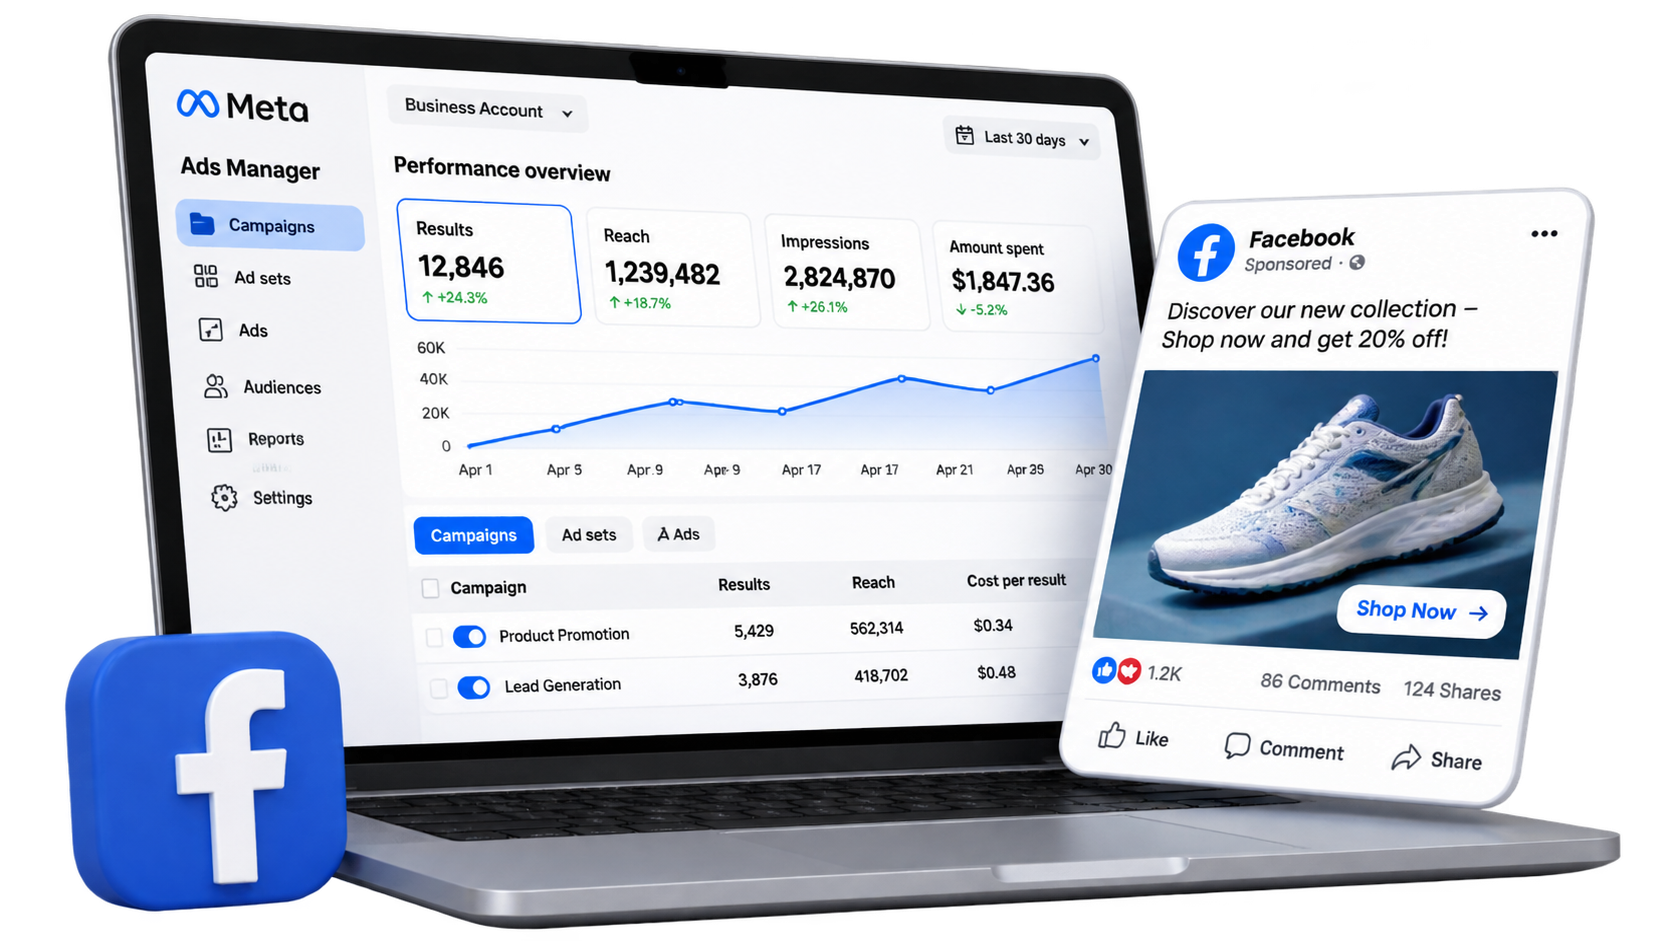 Meta
Ads Manager
Campaigns
Ad sets
Ads
Audiences
Reports
Settings
Business Account
Last 30 days
Performance overview
Results
12,846
↑ +24.3%
Reach
1,239,482
↑ +18.7%
Impressions
2,824,870
↑ +26.1%
Amount spent
$1,847.36
↓ -5.2%
60K
40K
20K
0
Apr 1 Apr 5 Apr.9 Apr- 9 Apr 17 Apr 17 Apr 21 Apr 25 Apr 30
Campaigns Ad sets Ads
Campaign Results Reach Cost per result
Product Promotion 5,429 562,314 $0.34
Lead Generation 3,876 418,702 $0.48
Facebook
Sponsored ·
Discover our new collection –
Shop now and get 20% off!
Shop Now →
1.2K 86 Comments 124 Shares
Like Comment Share
f